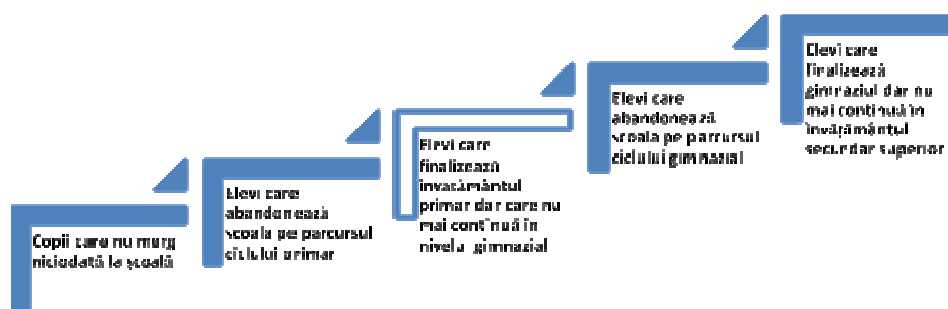 Copii care nu merg
niciodată la școală
Elevi care
abandonează
școala pe parcursul
ciclului primar
Elevi care
finalizează
învățământul
primar dar care nu
mai continuă în
nivelul gimnazial
Elevi care
abandonează
școala pe parcursul
ciclului gimnazial
Elevi care
finalizează
gimnaziul dar nu
mai continuă în
învățământul
secundar superior